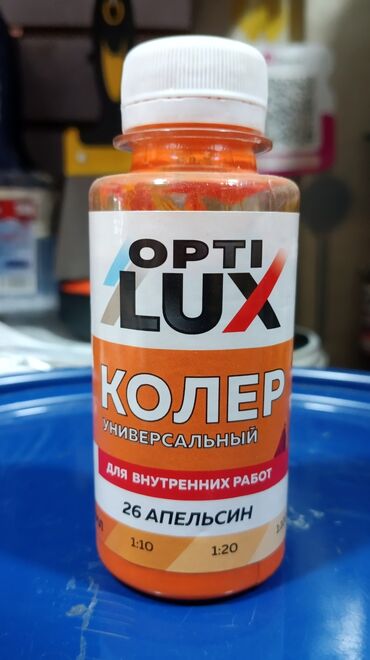 OPTI
LUX
КОЛЕР
УНИВЕРСАЛЬНЫЙ
ДЛЯ ВНУТРЕННИХ РАБОТ
26 АПЕЛЬСИН
1:10
1:20